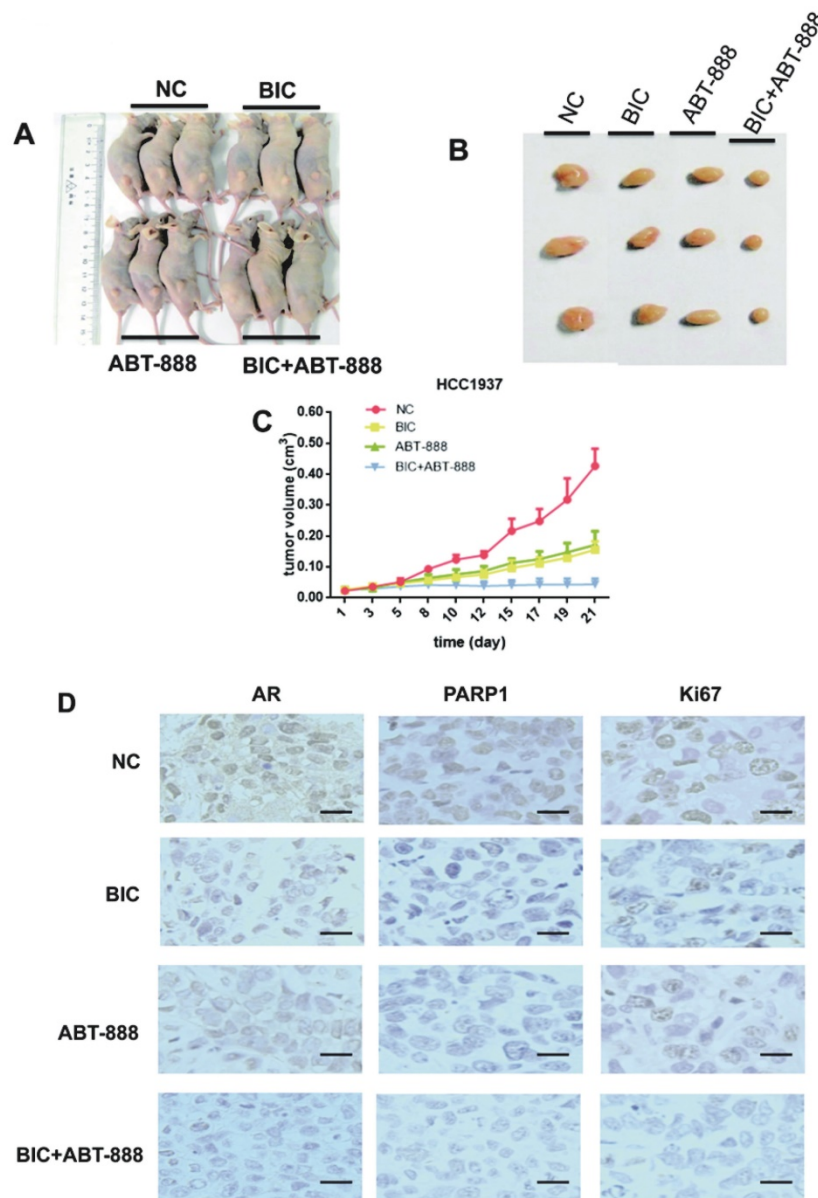 NC BIC
A
ABT-888 BIC+ABT-888
B
NC BIC ABT-888 BIC+ABT-888
C
HCC1937
NC
BIC
ABT-888
BIC+ABT-888
tumor volume (cm³)
0.60
0.50
0.40
0.30
0.20
0.10
0.00
1 3 5 8 10 12 15 17 19 21
time (day)
D
AR PARP1 Ki67
NC
BIC
ABT-888
BIC+ABT-888